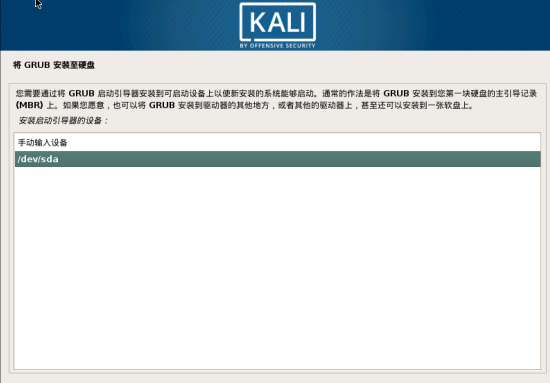 KALI
BY OFFENSIVE SECURITY
将 GRUB 安装至硬盘
您需要通过将 GRUB 启动引导器安装到可启动设备上以便新安装的系统能够启动。通常的作法是将 GRUB 安装到您第一块硬盘的主引导记录
(MBR) 上。如果您愿意，也可以将 GRUB 安装到驱动器的其他地方，或者其他的驱动器上，甚至还可以安装到一张软盘上。
安装启动引导器的设备：
手动输入设备
/dev/sda